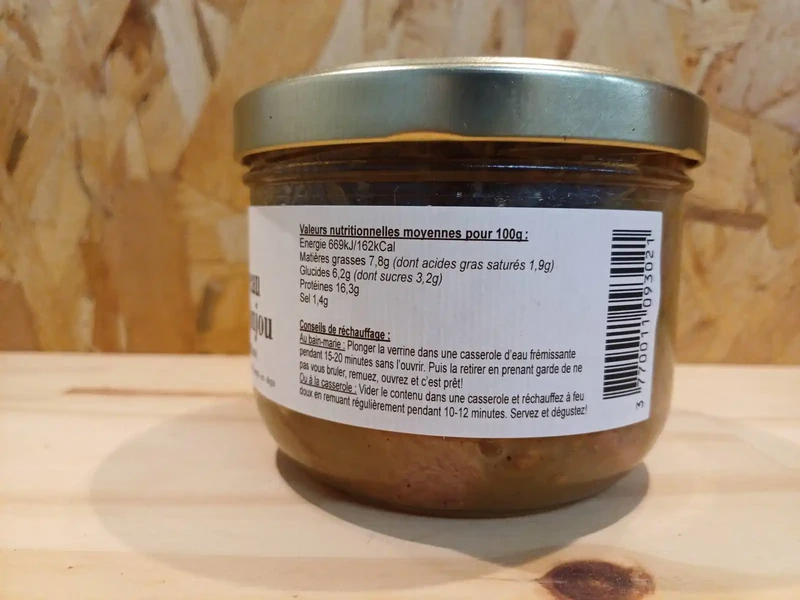 Valeurs nutritionnelles moyennes pour 100g :
Energie 669kJ/162kCal
Matières grasses 7,8g (dont acides gras saturés 1,9g)
Glucides 6,2g (dont sucres 3,2g)
Protéines 16,3g
Sel 1,4g
Conseils de réchauffage :
Au bain-marie : Plonger la verrine dans une casserole d'eau frémissante
pendant 15-20 minutes sans l'ouvrir. Puis la retirer en prenant garde de ne
pas vous bruler, remuez, ouvrez et c'est prêt!
Ou à la casserole : Vider le contenu dans une casserole et réchauffez à feu
doux en remuant régulièrement pendant 10-12 minutes. Servez et dégustez!
3 770011 093021